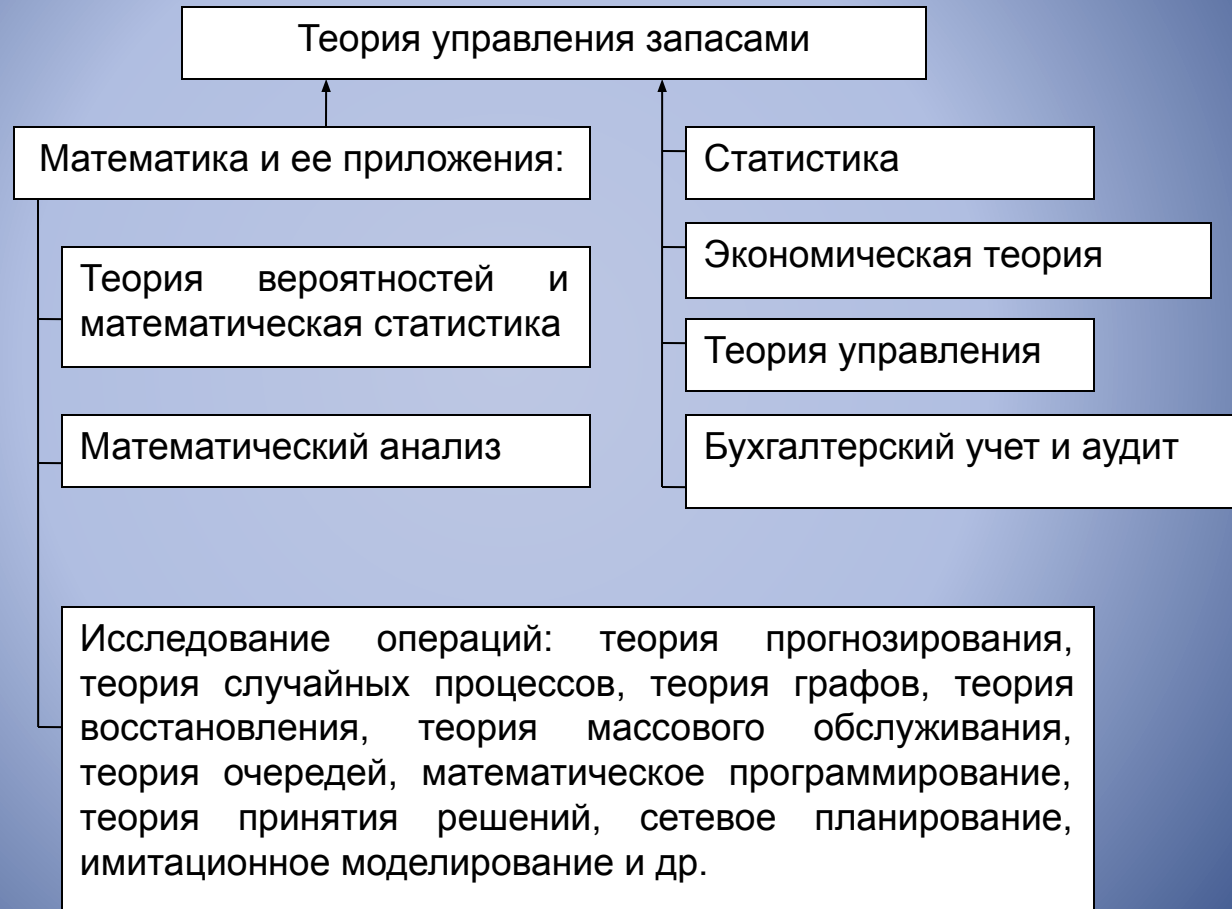 Теория управления запасами
Математика и ее приложения:
Теория вероятностей и
математическая статистика
Математический анализ
Исследование операций: теория прогнозирования,
теория случайных процессов, теория графов, теория
восстановления, теория массового обслуживания,
теория очередей, математическое программирование,
теория принятия решений, сетевое планирование,
имитационное моделирование и др.
Статистика
Экономическая теория
Теория управления
Бухгалтерский учет и аудит